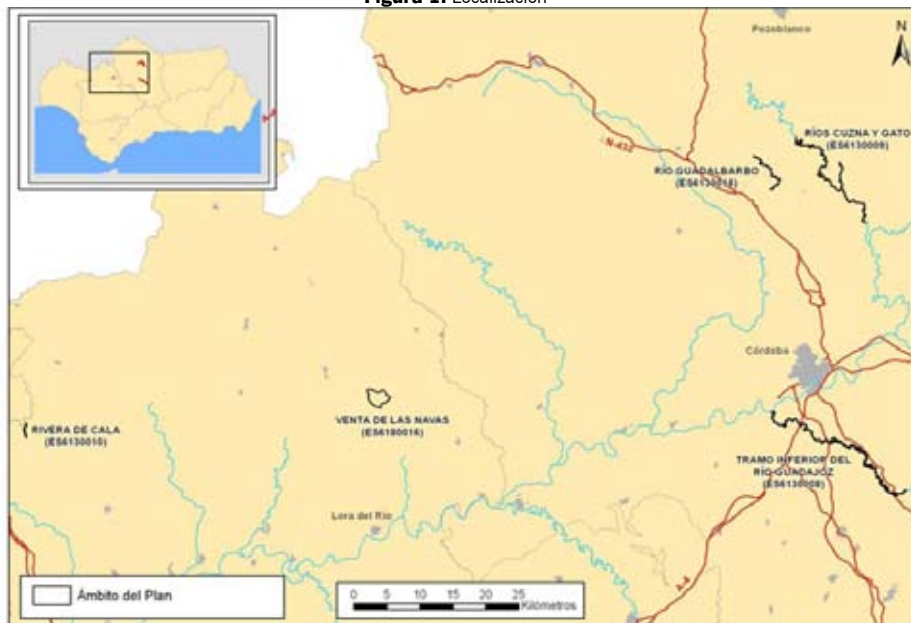 Figura 1. Localización
Pozoblanco
N
RÍOS CUZNA Y GATO
(ES6130009)
N-432
RÍO GUADALBARBO
(ES6130016)
Córdoba
RIVERA DE CALA
(ES6130010)
VENTA DE LAS NAVAS
(ES6180016)
TRAMO INFERIOR DEL
RÍO GUADAJOZ
(ES6130008)
Lora del Río
A-4
Ámbito del Plan
0 5 10 15 20 25
Kilómetros